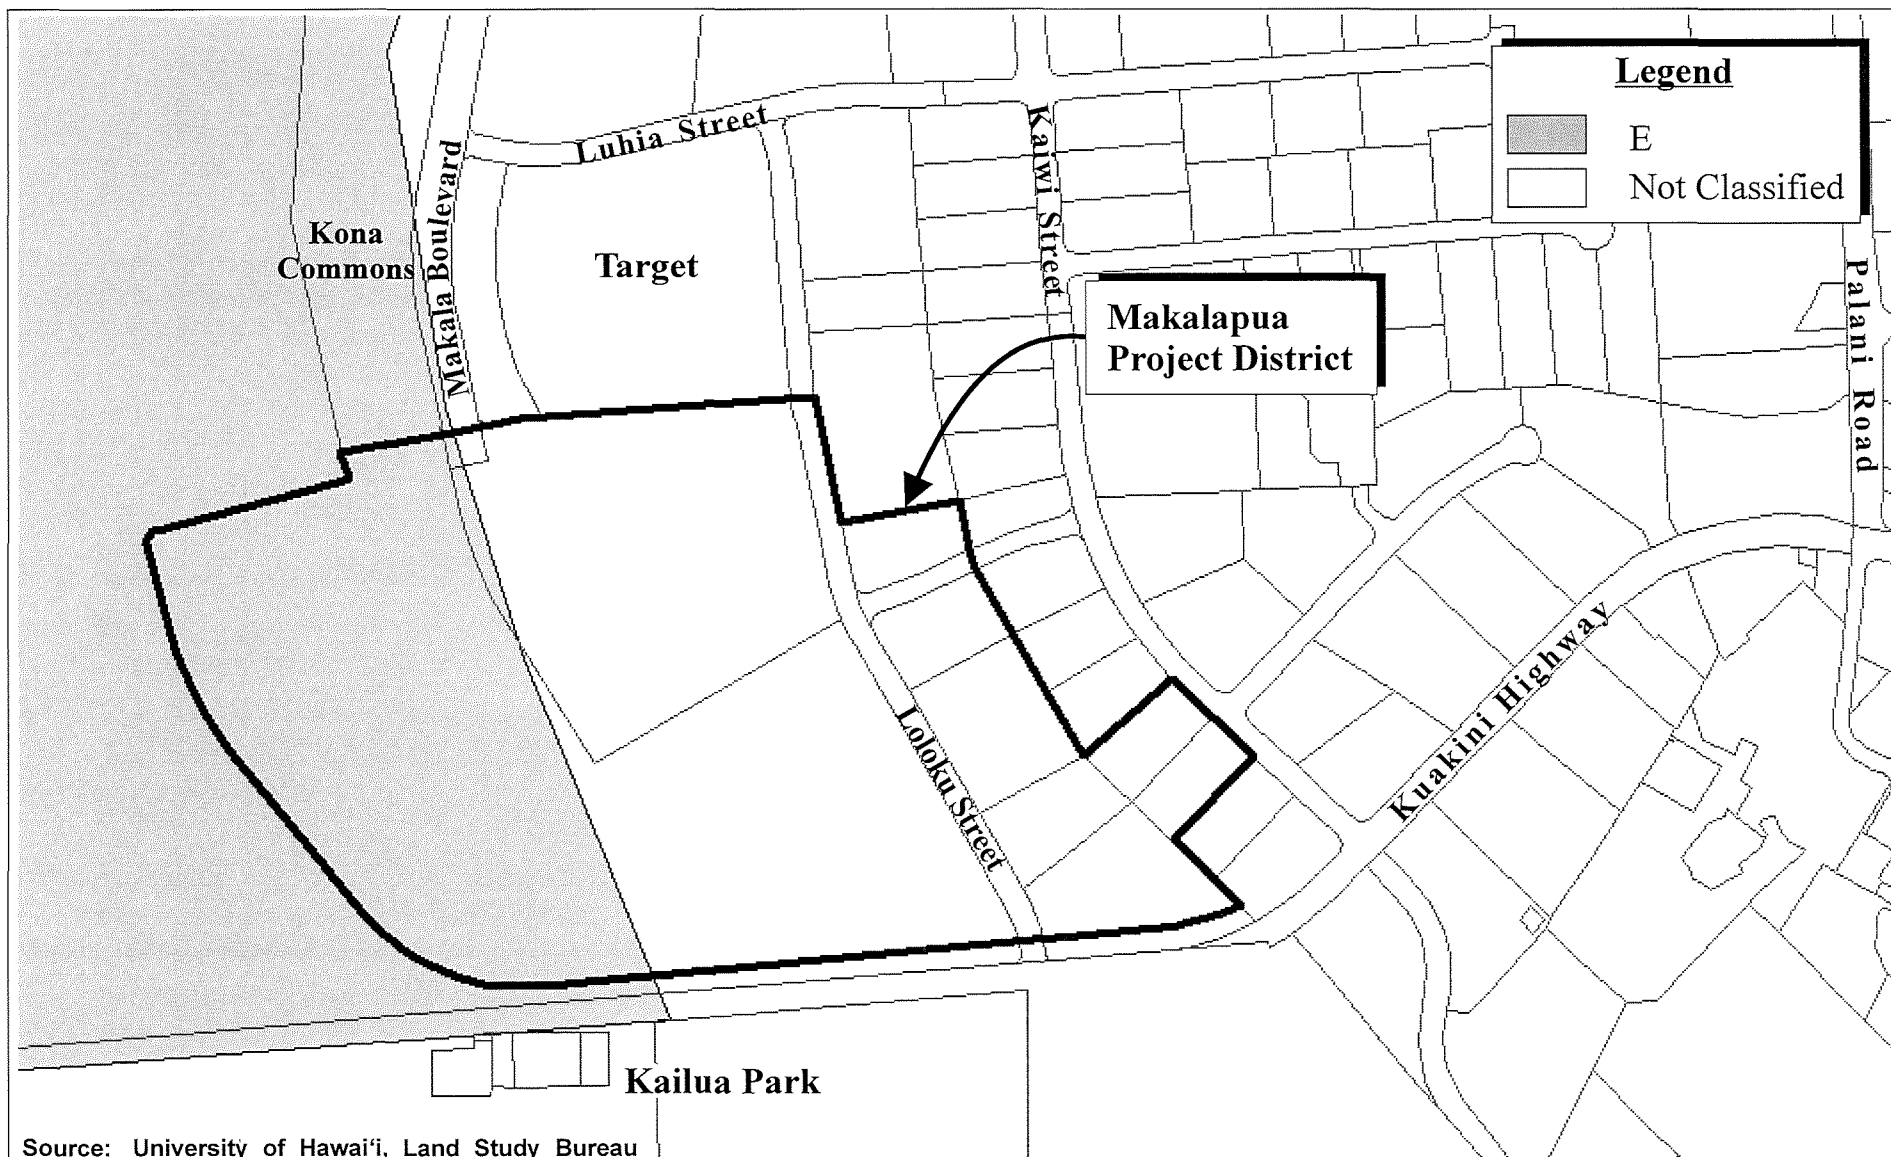 Legend
E
Not Classified
Luhia Street
Kaiwi Street
Makala Boulevard
Kona
Commons
Target
Palani Road
Makalapua
Project District
Kuakini Highway
Loloku Street
Kailua Park
Source: University of Hawaiʻi, Land Study Bureau